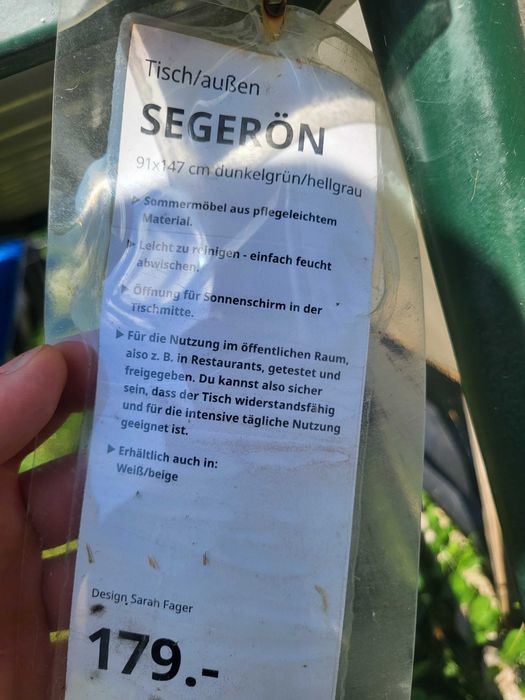 Tisch/außen
SEGERÖN
91x147 cm dunkelgrün/hellgrau
Sommermöbel aus pflegeleichtem
Material.
Leicht zu reinigen - einfach feucht
abwischen.
Öffnung für Sonnenschirm in der
Tischmitte.
Für die Nutzung im öffentlichen Raum,
also z. B. in Restaurants, getestet und
freigegeben. Du kannst also sicher
sein, dass der Tisch widerstandsfähig
und für die intensive tägliche Nutzung
geeignet ist.
Erhältlich auch in:
Weiß/beige
Design Sarah Fager
179.-